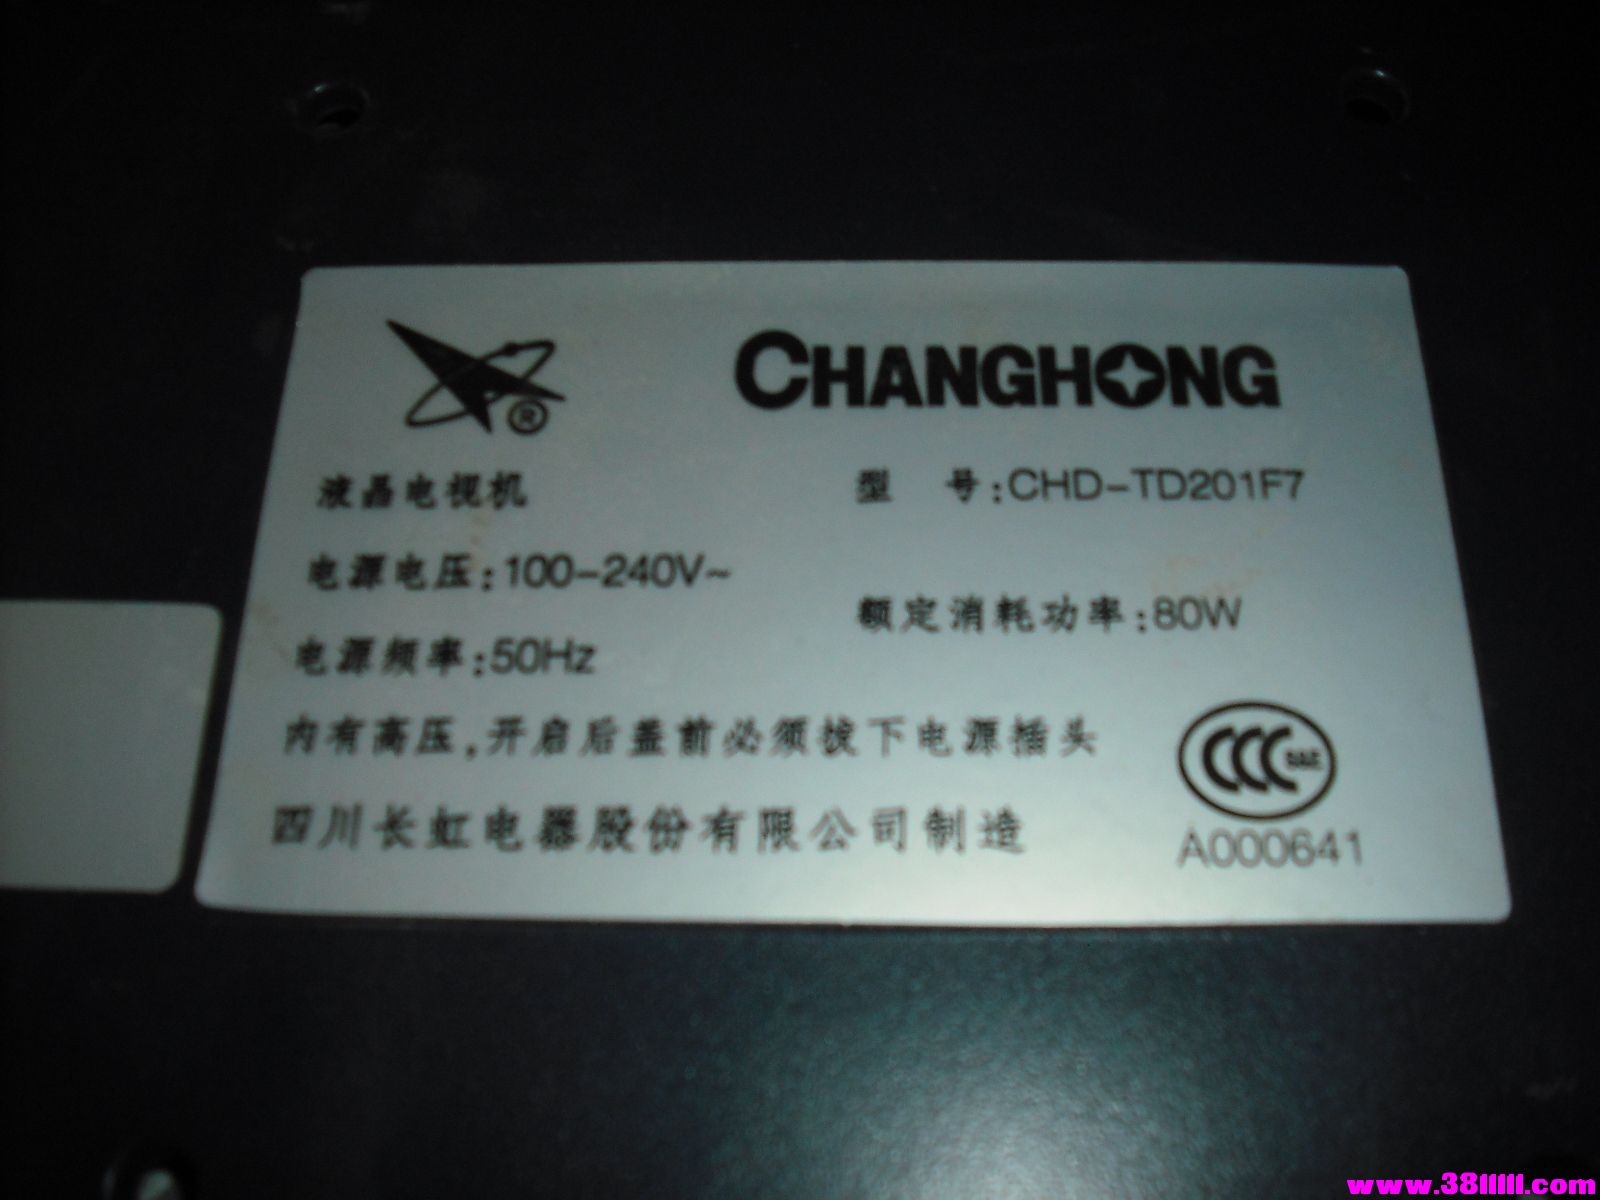 CHANGHONG
®
液晶电视机
型 号:CHD-TD201F7
电源电压:100-240V~
额定消耗功率:80W
电源频率:50Hz
内有高压,开启后盖前必须拔下电源插头
CCC S&E
四川长虹电器股份有限公司制造
A000641
www.38lllll.com